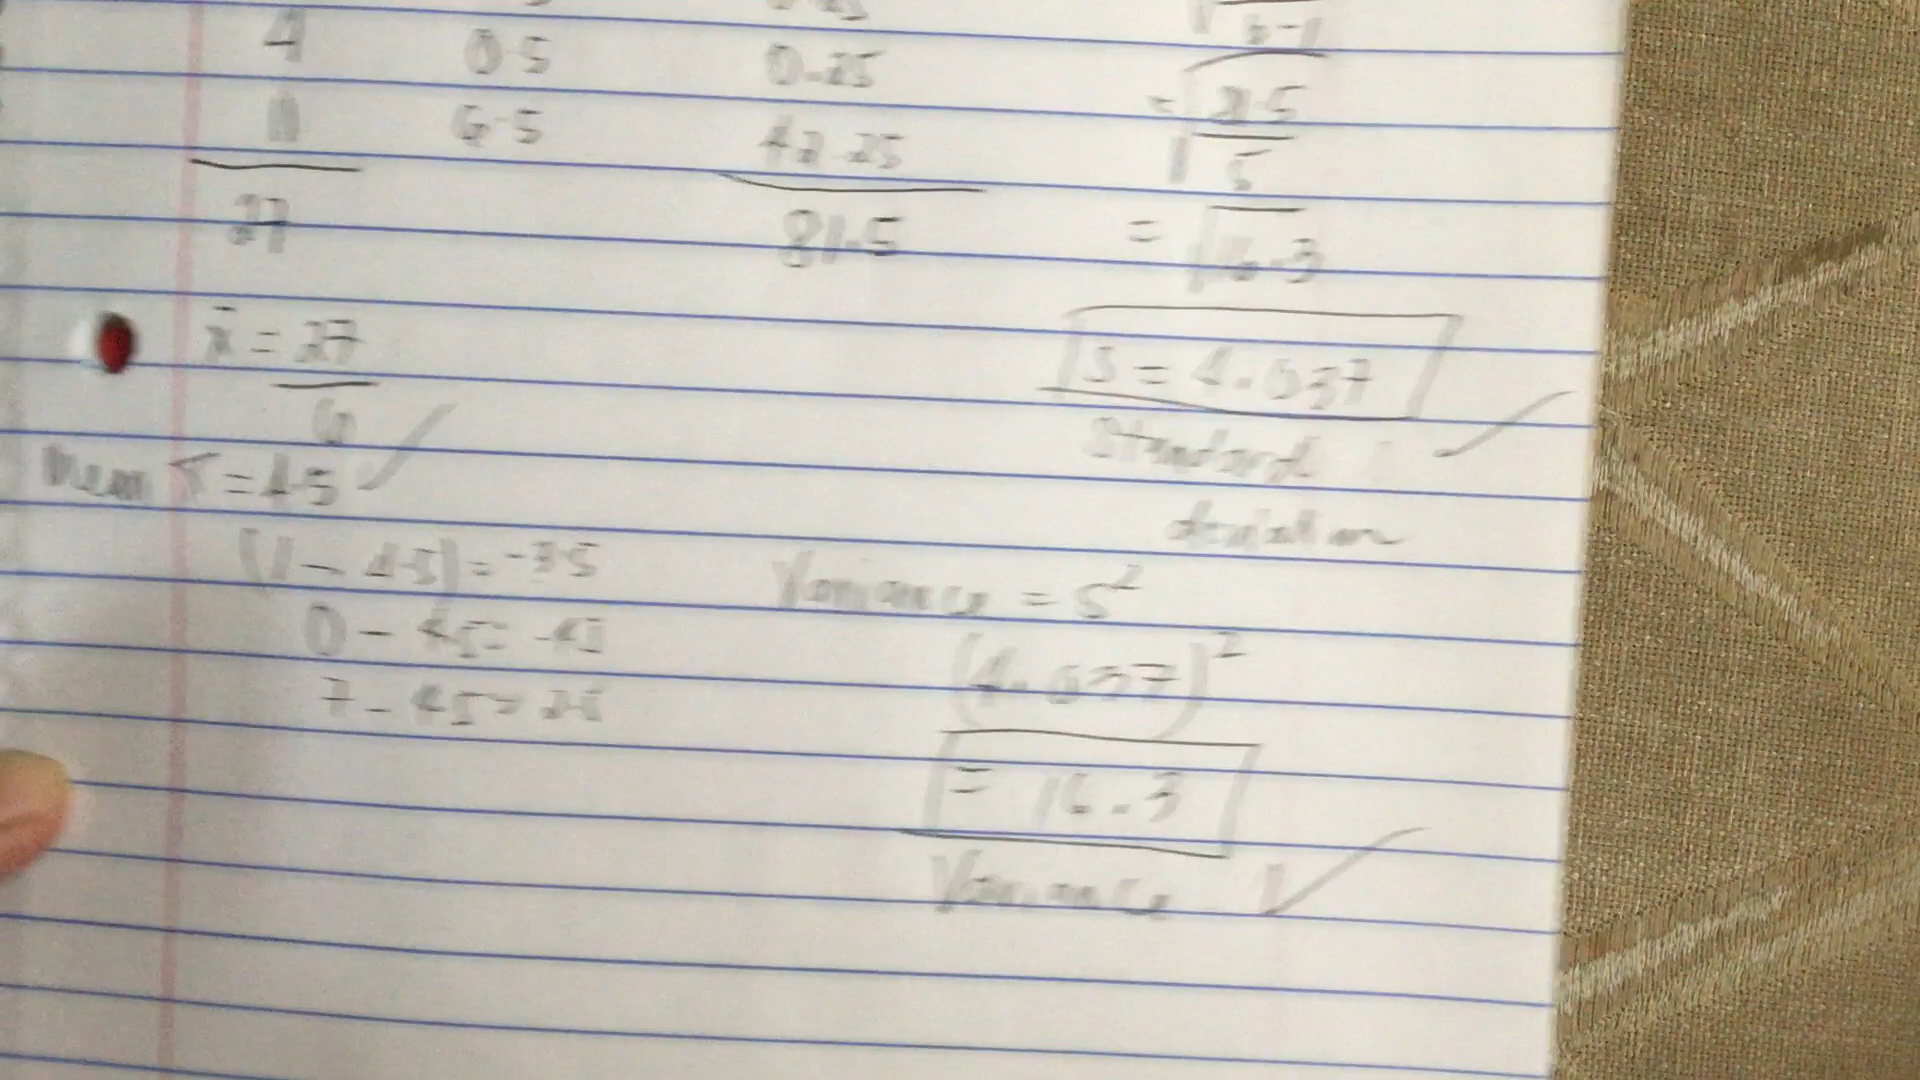 4 0.5 0.25
11 6.5 42.25
27 81.5
x̄ = 27
6
mean x̄ = 4.5
(1 - 4.5) = -3.5
0 - 4.5 = -4.5
7 - 4.5 = 2.5
6-1
= √ 81.5
5
= √16.3
S = 4.037
Standard
deviation
Variance = S²
(4.037)²
= 16.3
Variance